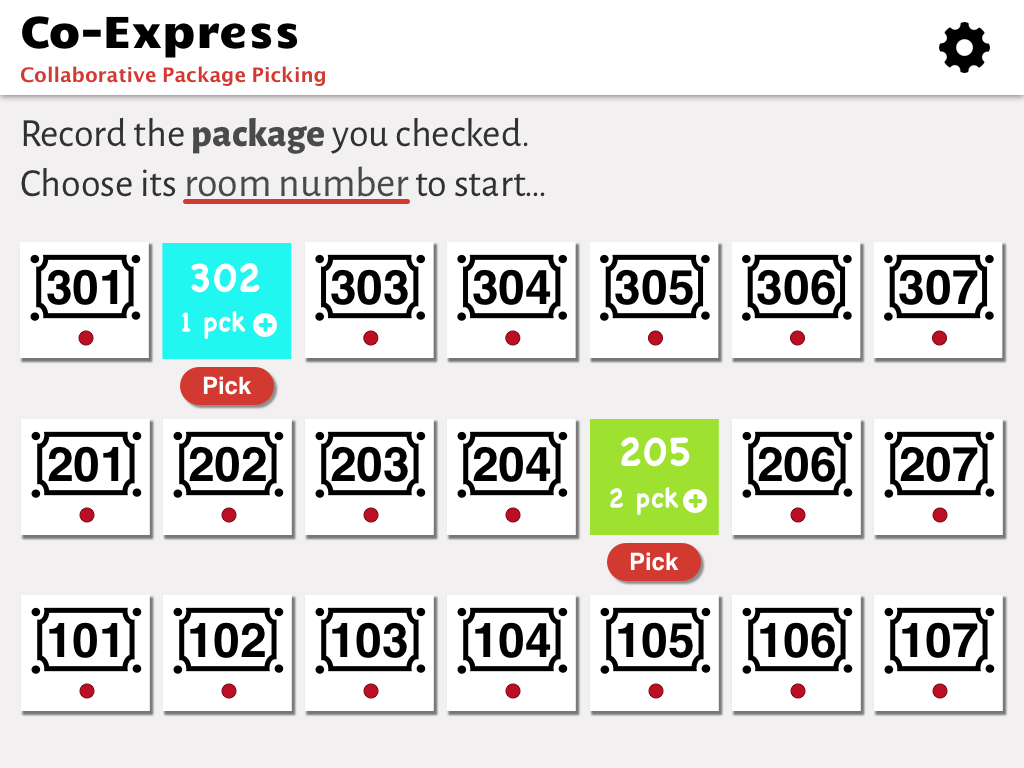 Co-Express
Collaborative Package Picking
Record the package you checked.
Choose its room number to start...
301 302 303 304 305 306 307
1 pck
Pick
201 202 203 204 205 206 207
2 pck
Pick
101 102 103 104 105 106 107